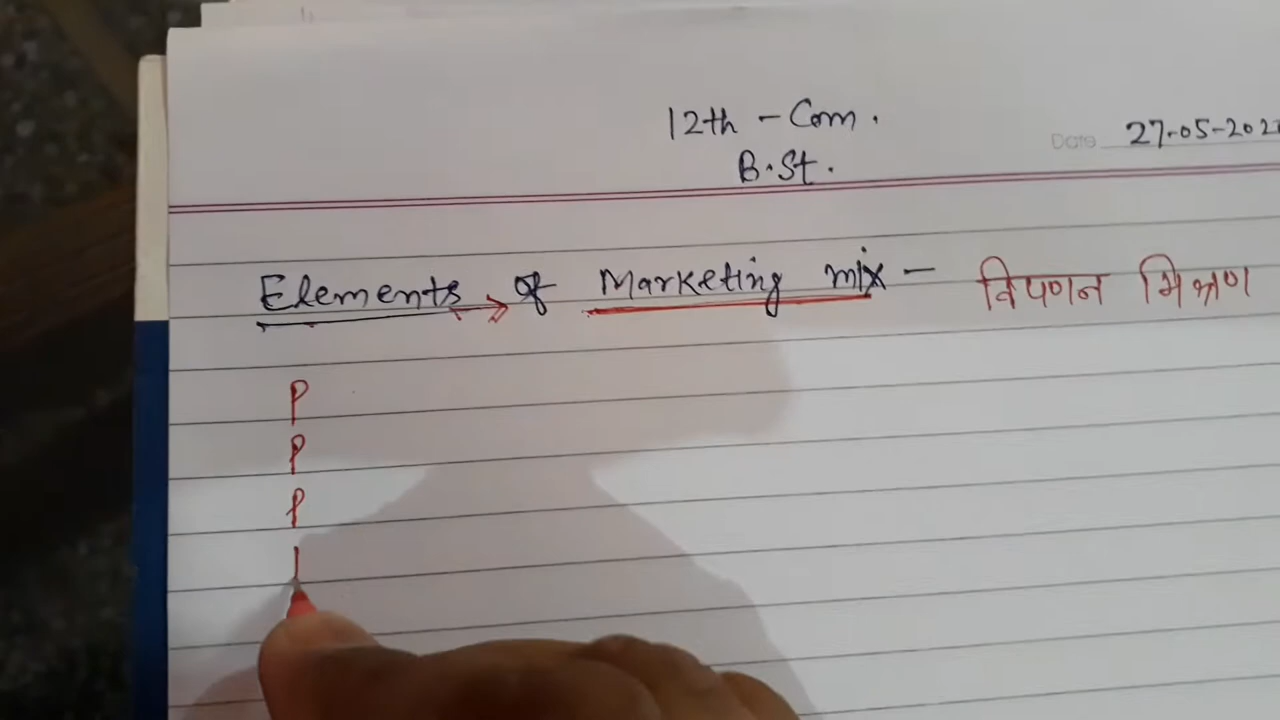 12th - Com.
B.St.
Date 27-05-202
Elements of Marketing mix - विपणन मिश्रण
P
P
P